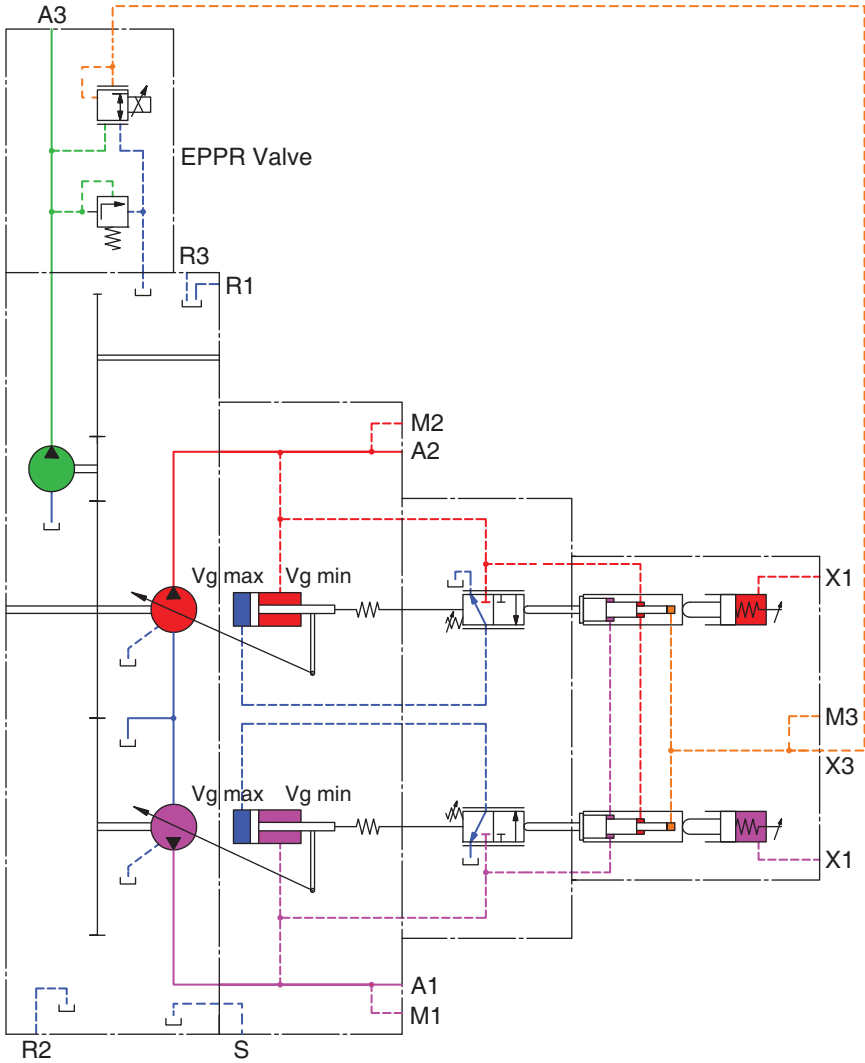 A3
EPPR Valve
R3
R1
M2
A2
Vg max
Vg min
X1
M3
X3
Vg max
Vg min
X1
A1
M1
R2
S